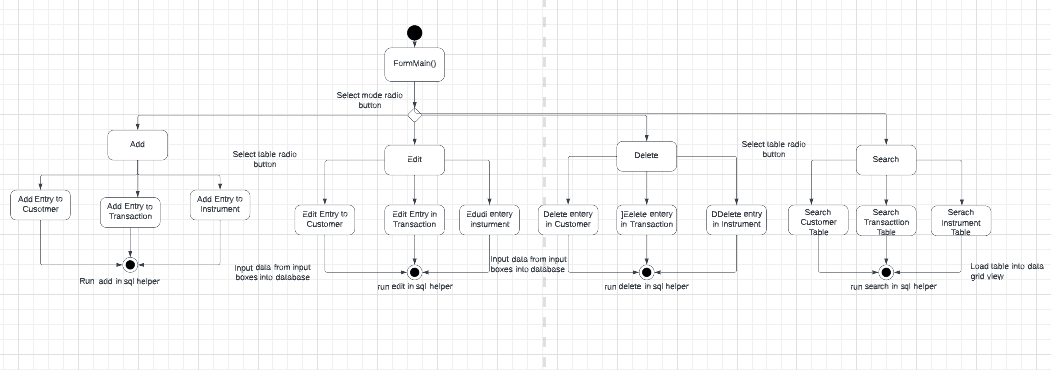 FormMain()
Select mode radio
button
Add
Select table radio
button
Edit
Delete
Select table radio
button
Search
Add Entry to
Cusotmer
Add Entry to
Transaction
Add Entry to
Instrument
Edit Entry to
Customer
Edit Entry in
Transaction
Edudi entery
insturment
Delete entery
in Customer
]Eelete entry
in Transaction
DDelete entry
in Instrument
Search
Customer
Table
Search
Transacttion
Table
Serach
Instrument
Table
Run add in sql helper
Input data from input
boxes into database
run edit in sql helper
Input data from input
boxes into database
run delete in sql helper
run search in sql helper
Load table into data
grid view